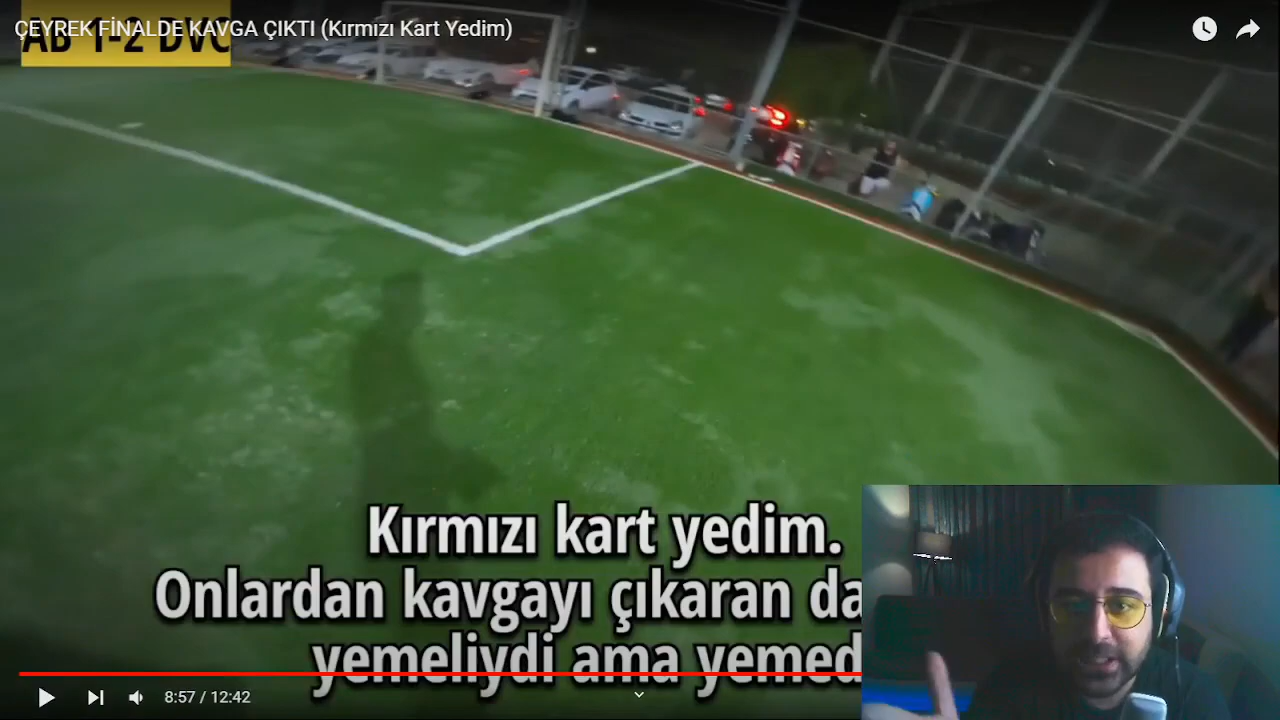 ÇEYREK FİNALDE KAVGA ÇIKTI (Kırmızı Kart Yedim)
AB 1-2 DVC
Kırmızı kart yedim.
Onlardan kavgayı çıkaran da
yemeliydi ama yemed
8:57 / 12:42